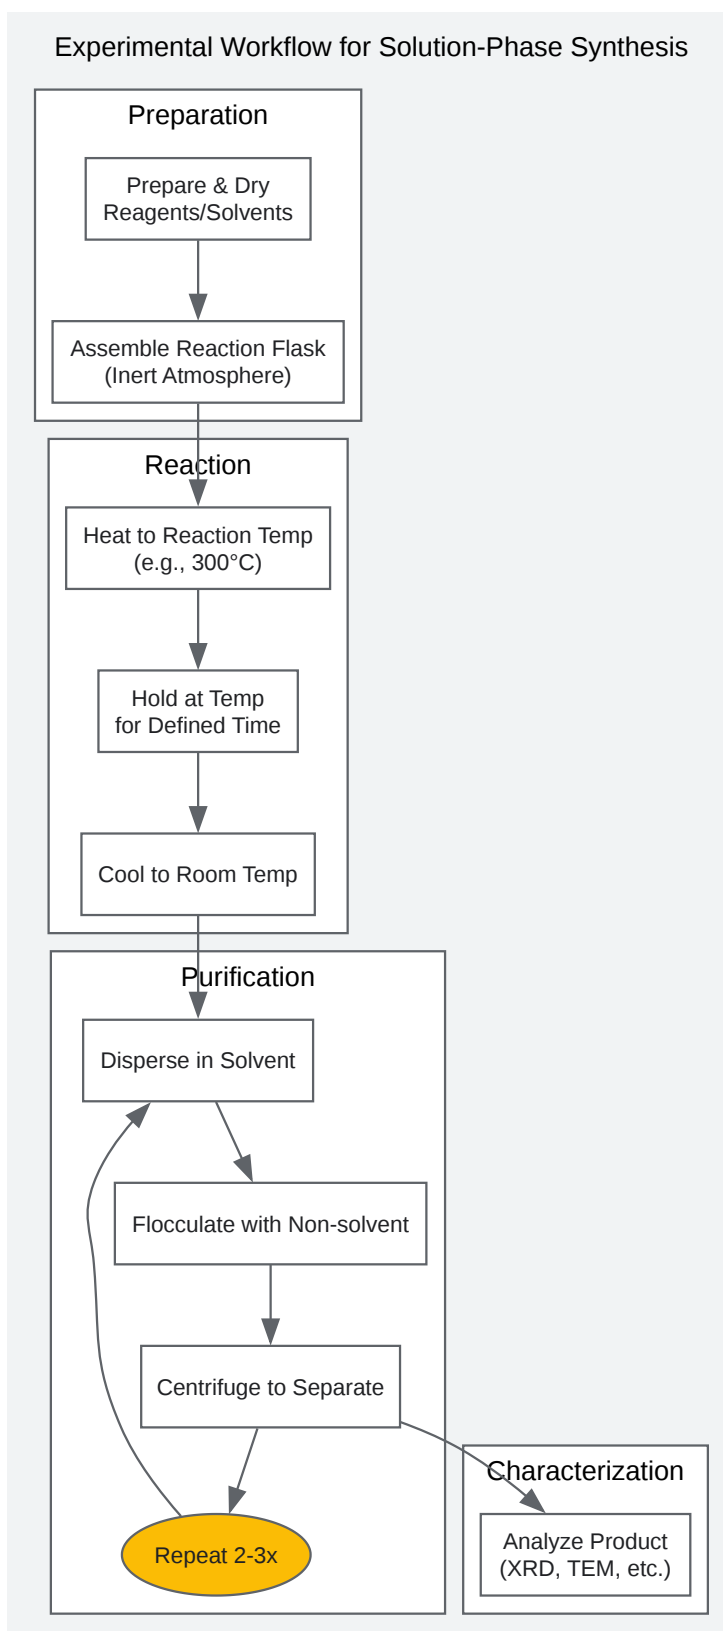 Experimental Workflow for Solution-Phase Synthesis
Preparation
Prepare & Dry
Reagents/Solvents
Assemble Reaction Flask
(Inert Atmosphere)
Reaction
Heat to Reaction Temp
(e.g., 300°C)
Hold at Temp
for Defined Time
Cool to Room Temp
Purification
Disperse in Solvent
Flocculate with Non-solvent
Centrifuge to Separate
Repeat 2-3x
Characterization
Analyze Product
(XRD, TEM, etc.)